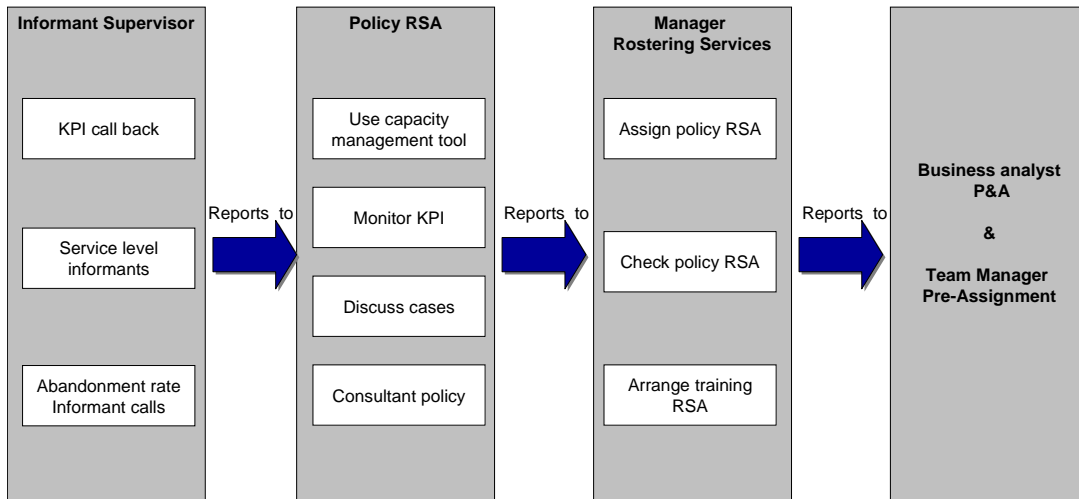 Informant Supervisor
KPI call back
Service level
informants
Abandonment rate
Informant calls
Reports to
Policy RSA
Use capacity
management tool
Monitor KPI
Discuss cases
Consultant policy
Reports to
Manager
Rostering Services
Assign policy RSA
Check policy RSA
Arrange training
RSA
Reports to
Business analyst
P&A
&
Team Manager
Pre-Assignment